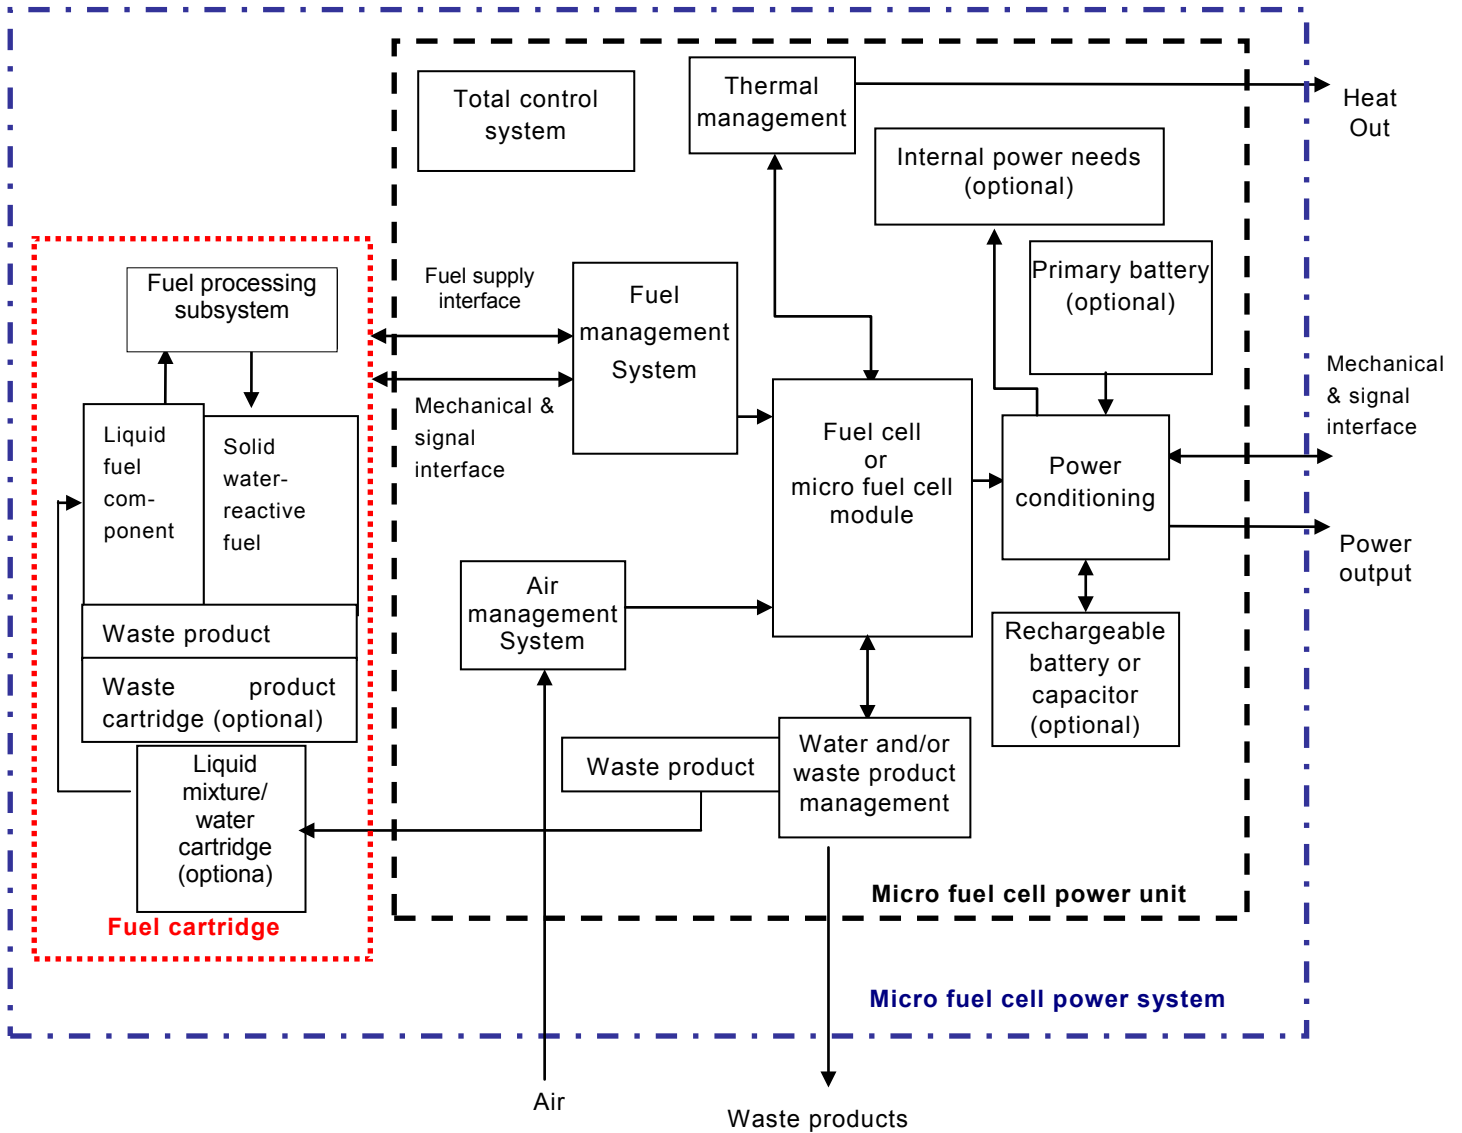 Total control
system
Thermal
management
Heat
Out
Internal power needs
(optional)
Primary battery
(optional)
Fuel processing
subsystem
Fuel supply
interface
Fuel
management
System
Mechanical &
signal
interface
Mechanical
& signal
interface
Liquid
fuel
com-
ponent
Solid
water-
reactive
fuel
Fuel cell
or
micro fuel cell
module
Power
conditioning
Power
output
Air
management
System
Waste product
Waste product
cartridge (optional)
Rechargeable
battery or
capacitor
(optional)
Liquid
mixture/
water
cartridge
(optiona)
Waste product
Water and/or
waste product
management
Fuel cartridge
Micro fuel cell power unit
Micro fuel cell power system
Air
Waste products